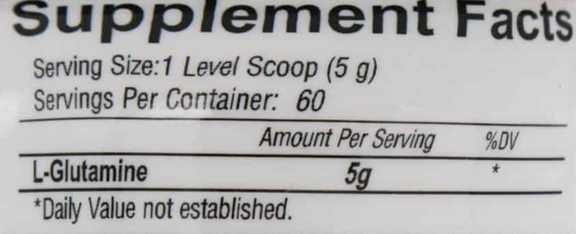 Supplement Facts
Serving Size:1 Level Scoop (5 g)
Servings Per Container: 60
Amount Per Serving %DV
L-Glutamine 5g *
*Daily Value not established.